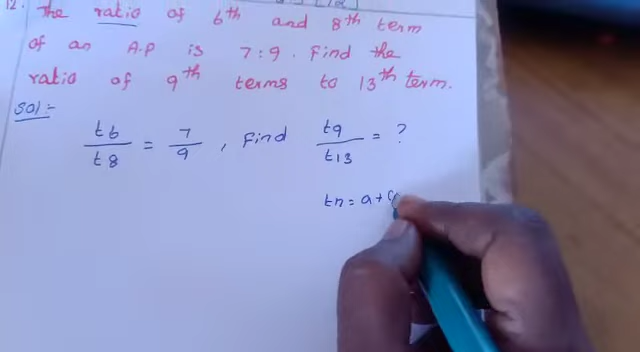 12. The ratio of 6th and 8th term
of an A.P is 7:9. Find the
ratio of 9th terms to 13th term.
Sol:-
t6/t8 = 7/9, Find t9/t13 = ?
tn = a+